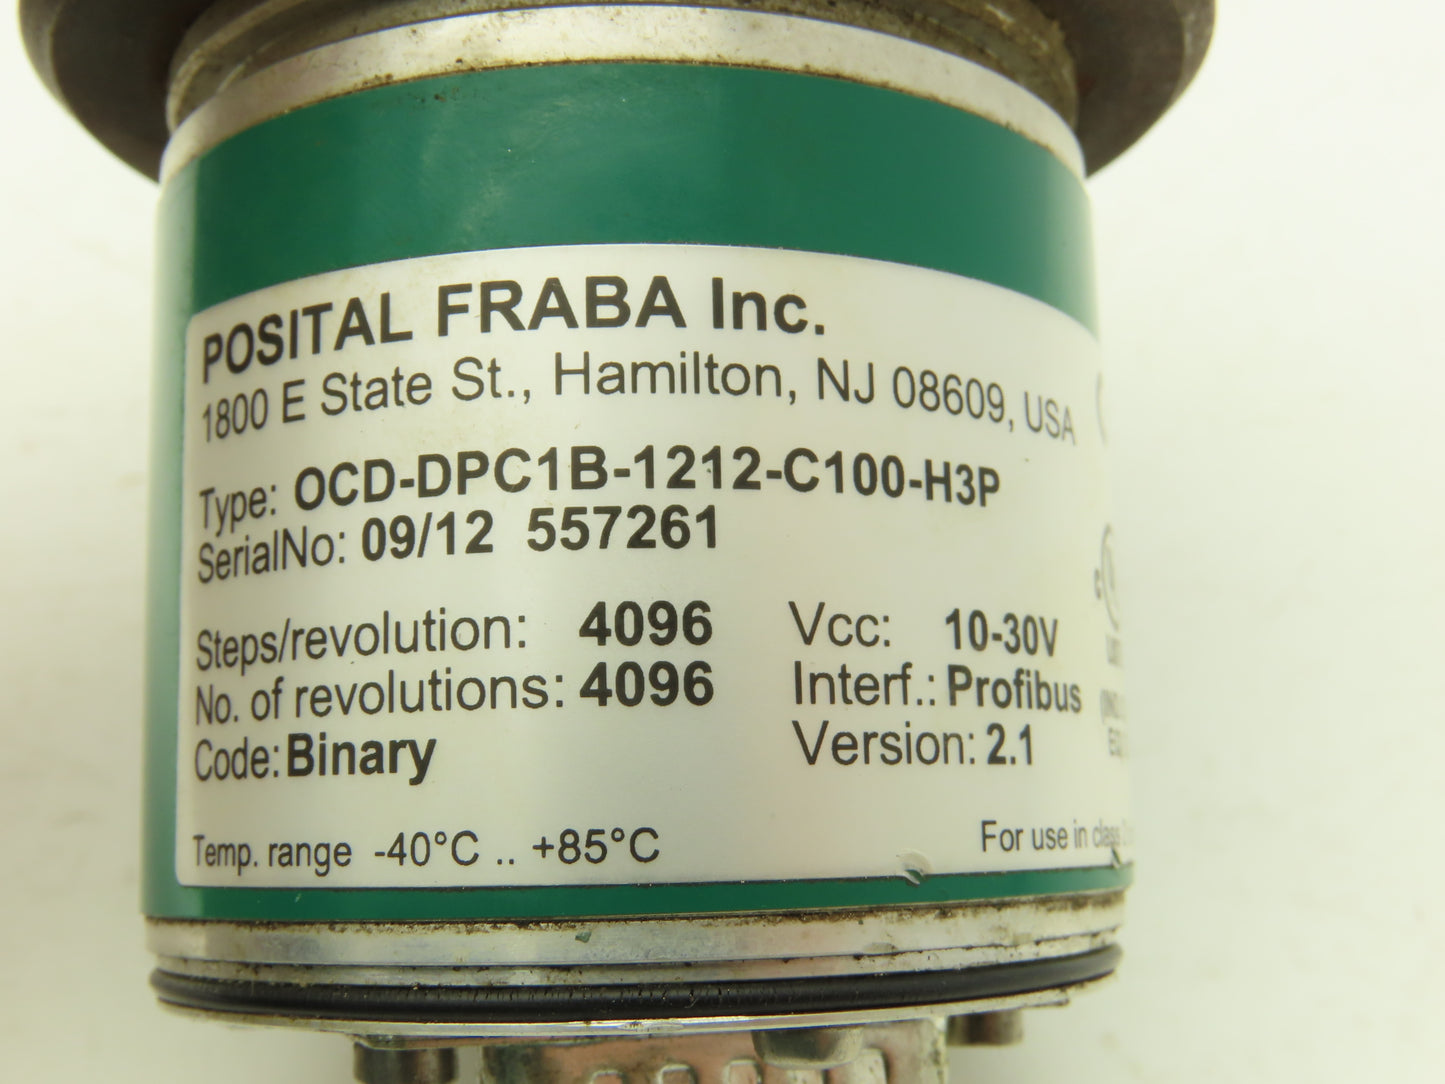 POSITAL FRABA Inc.
1800 E State St., Hamilton, NJ 08609, USA
Type: OCD-DPC1B-1212-C100-H3P
SerialNo: 09/12 557261
Steps/revolution: 4096 Vcc: 10-30V
No. of revolutions: 4096 Interf.: Profibus
Code: Binary Version: 2.1
Temp. range -40°C .. +85°C For use in class